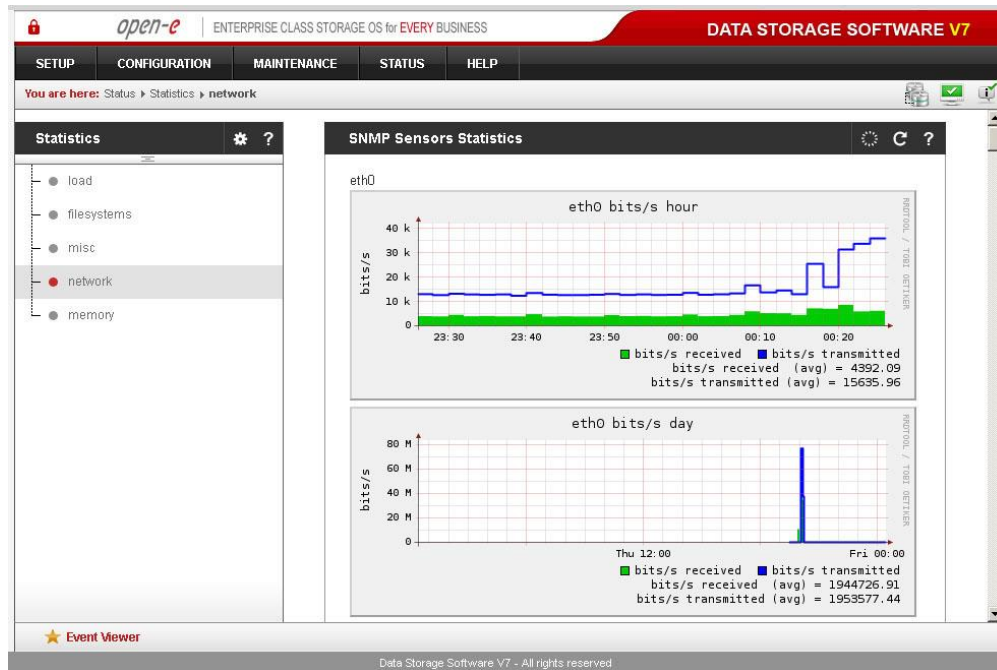 open-e ENTERPRISE CLASS STORAGE OS for EVERY BUSINESS DATA STORAGE SOFTWARE V7
SETUP CONFIGURATION MAINTENANCE STATUS HELP
You are here: Status Statistics network
Statistics ?
load
filesystems
misc
network
memory
SNMP Sensors Statistics ?
eth0
eth0 bits/s hour
bits/s
40 k
30 k
20 k
10 k
0
23:30 23:40 23:50 00:00 00:10 00:20
bits/s received bits/s transmitted
bits/s received (avg) = 4392.09
bits/s transmitted (avg) = 15635.96
RRDTOOL / TOBI OETIKER
eth0 bits/s day
bits/s
80 M
60 M
40 M
20 M
0
Thu 12:00 Fri 00:00
bits/s received bits/s transmitted
bits/s received (avg) = 1944726.91
bits/s transmitted (avg) = 1953577.44
RRDTOOL / TOBI OETIKER
Event Viewer
Data Storage Software V7 - All rights reserved